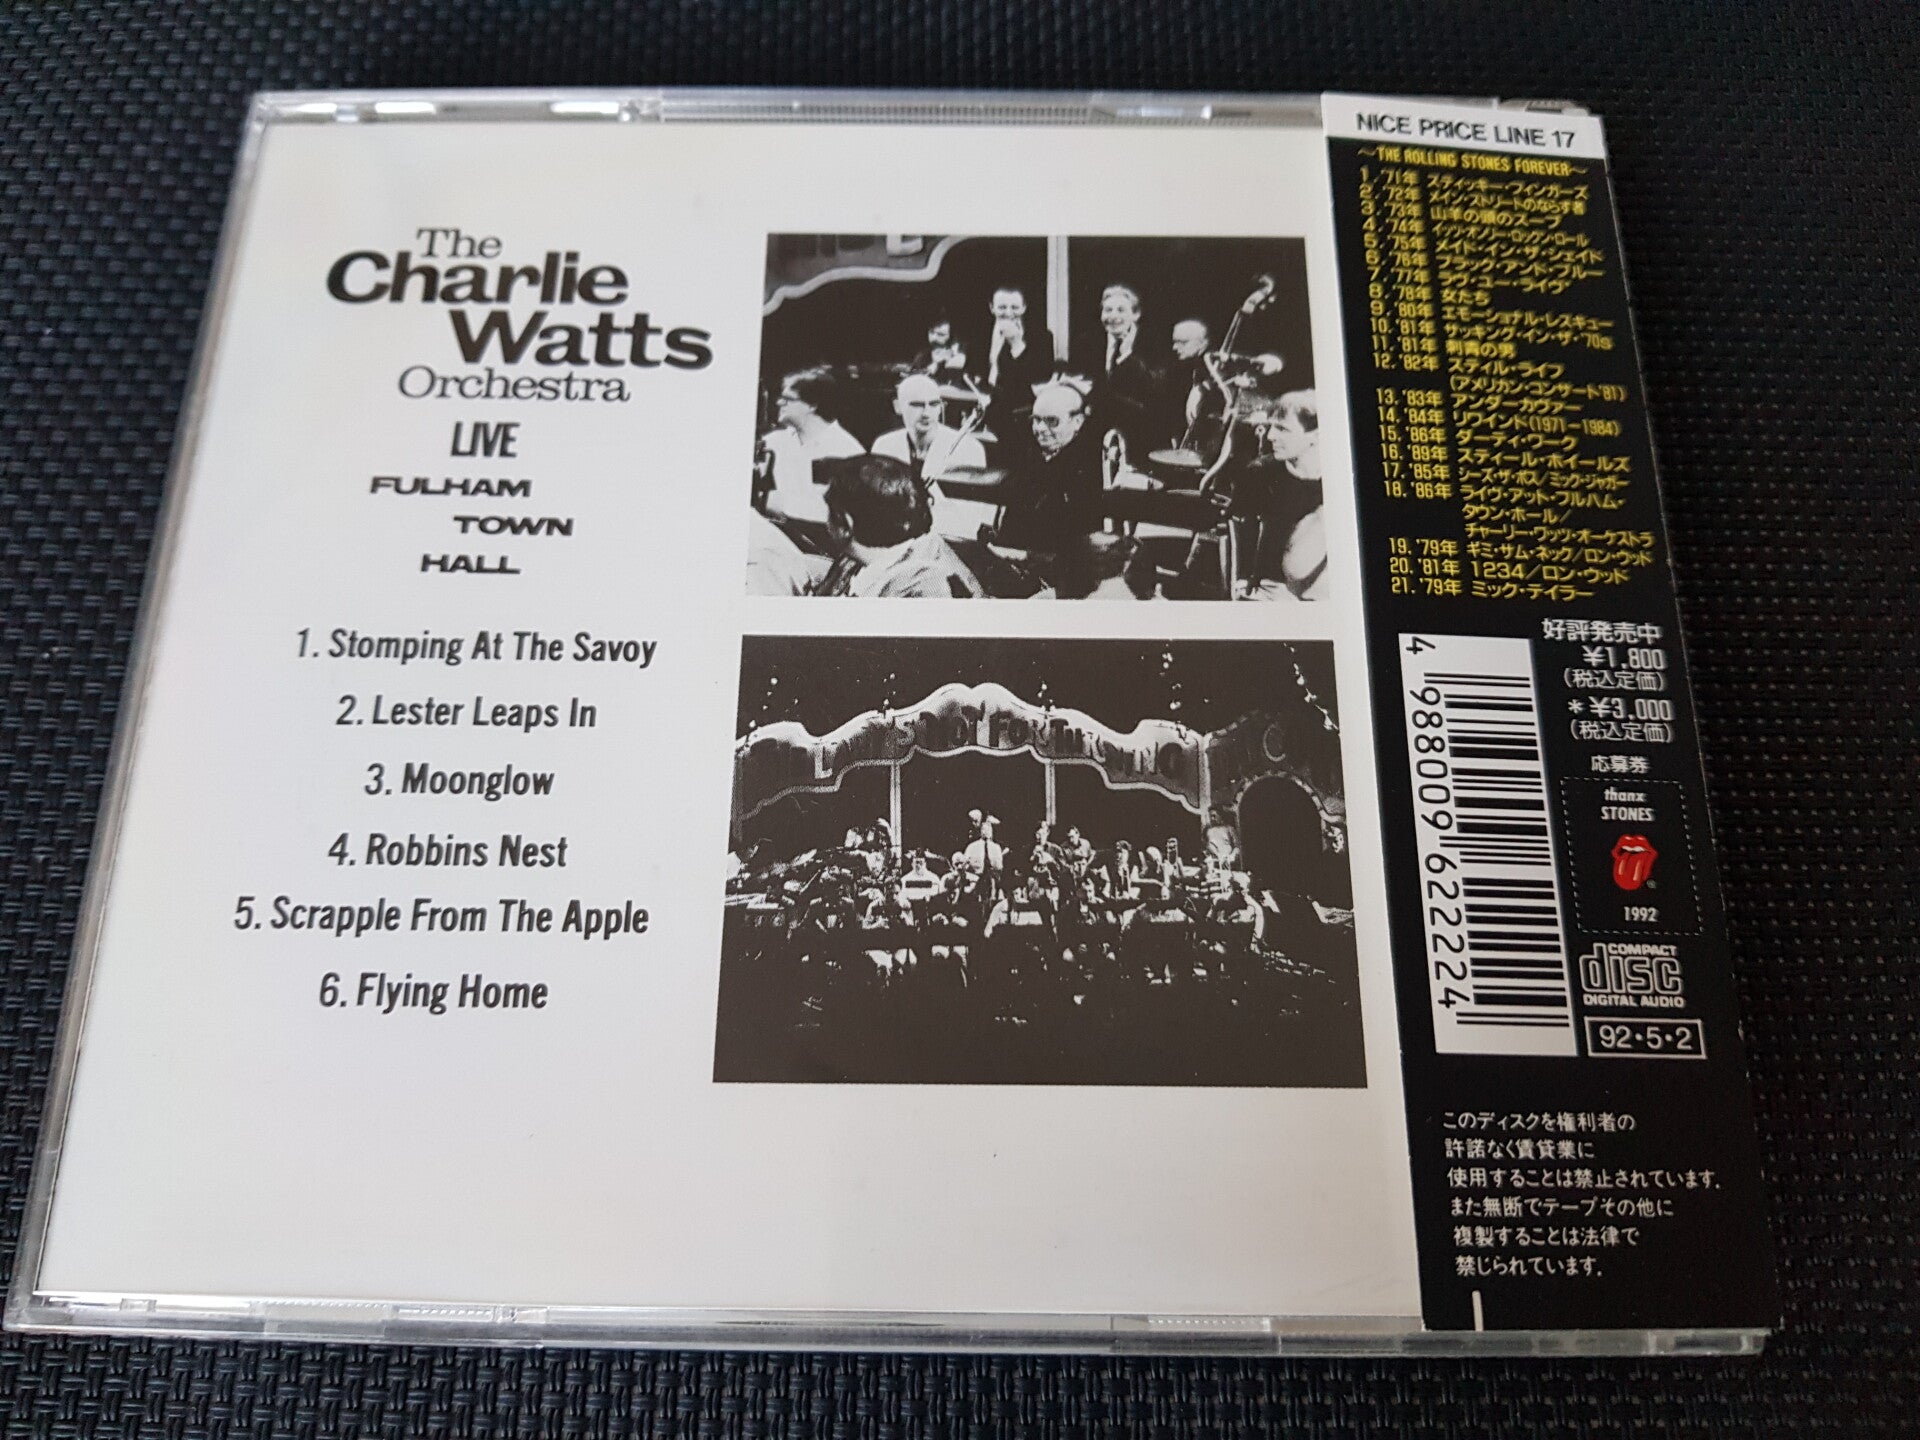 The
Charlie
Watts
Orchestra
LIVE
FULHAM
TOWN
HALL
1. Stomping At The Savoy
2. Lester Leaps In
3. Moonglow
4. Robbins Nest
5. Scrapple From The Apple
6. Flying Home
NICE PRICE LINE 17
〜THE ROLLING STONES FOREVER〜
1. '71年 スティッキー・フィンガーズ
2. '72年 メイン・ストリートのならず者
3. '73年 山羊の頭のスープ
4. '74年 イッツ・オンリー・ロックン・ロール
5. '75年 メイド・イン・ザ・シェイド
6. '76年 ブラック・アンド・ブルー
7. '77年 ラヴ・ユー・ライヴ
8. '78年 女たち
9. '80年 エモーショナル・レスキュー
10. '81年 サッキング・イン・ザ・'70s
11. '81年 刺青の男
12. '82年 スティル・ライフ
(アメリカン・コンサート'81)
13. '83年 アンダーカヴァー
14. '84年 リワインド(1971-1984)
15. '86年 ダーティ・ワーク
16. '89年 スティール・ホイールズ
17. '85年 シーズ・ザ・ボス/ミック・ジャガー
18. '86年 ライヴ・アット・フルハム・
タウン・ホール/
チャーリー・ワッツ・オーケストラ
19. '79年 ギミ・サム・ネック/ロン・ウッド
20. '81年 1234/ロン・ウッド
21. '79年 ミック・テイラー
好評発売中
¥1,800
(税込定価)
*¥3,000
(税込定価)
応募券
thanx
STONES
®
1992
4 988009 622224
COMPACT
disc
DIGITAL AUDIO
92・5・2
このディスクを権利者の
許諾なく賃貸業に
使用することは禁止されています.
また無断でテープその他に
複製することは法律で
禁じられています.